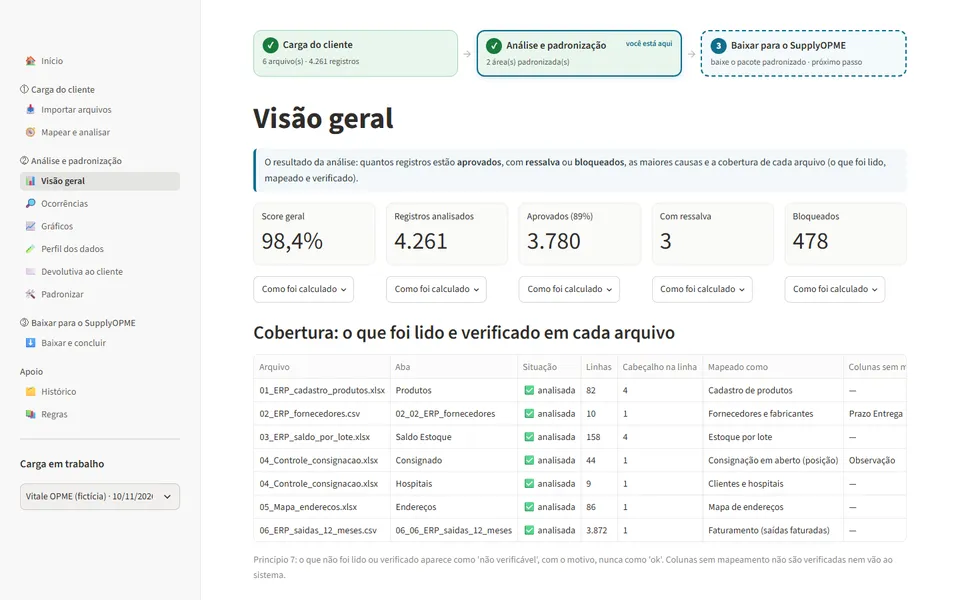 Início
① Carga do cliente
Importar arquivos
Mapear e analisar
② Análise e padronização
Visão geral
Ocorrências
Gráficos
Perfil dos dados
Devolutiva ao cliente
Padronizar
③ Baixar para o SupplyOPME
Baixar e concluir
Apoio
Histórico
Regras
Carga em trabalho
Vitale OPME (fictícia) · 10/11/202
✓ Carga do cliente
6 arquivo(s) · 4.261 registros
→
✓ Análise e padronização você está aqui
2 área(s) padronizada(s)
→
3 Baixar para o SupplyOPME
baixe o pacote padronizado · próximo passo
Visão geral
O resultado da análise: quantos registros estão aprovados, com ressalva ou bloqueados, as maiores causas e a cobertura de cada arquivo (o que foi lido,
mapeado e verificado).
Score geral
98,4%
Registros analisados
4.261
Aprovados (89%)
3.780
Com ressalva
3
Bloqueados
478
Como foi calculado
Como foi calculado
Como foi calculado
Como foi calculado
Como foi calculado
Cobertura: o que foi lido e verificado em cada arquivo
Arquivo Aba Situação Linhas Cabeçalho na linha Mapeado como Colunas sem m
01_ERP_cadastro_produtos.xlsx Produtos ✅ analisada 82 4 Cadastro de produtos —
02_ERP_fornecedores.csv 02_02_ERP_fornecedores ✅ analisada 10 1 Fornecedores e fabricantes Prazo Entrega
03_ERP_saldo_por_lote.xlsx Saldo Estoque ✅ analisada 158 4 Estoque por lote —
04_Controle_consignacao.xlsx Consignado ✅ analisada 44 1 Consignação em aberto (posição) Observação
04_Controle_consignacao.xlsx Hospitais ✅ analisada 9 1 Clientes e hospitais —
05_Mapa_enderecos.xlsx Endereços ✅ analisada 86 1 Mapa de endereços —
06_ERP_saidas_12_meses.csv 06_06_ERP_saidas_12_meses ✅ analisada 3.872 1 Faturamento (saídas faturadas) —
Princípio 7: o que não foi lido ou verificado aparece como 'não verificável', com o motivo, nunca como 'ok'. Colunas sem mapeamento não são verificadas nem vão ao
sistema.